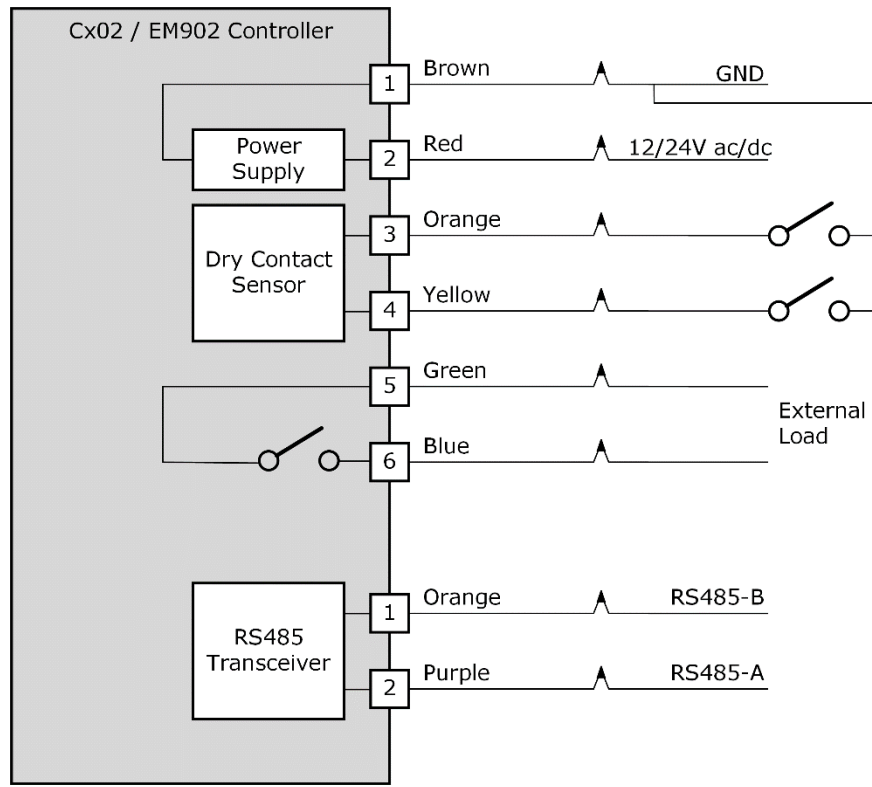 Cx02 / EM902 Controller
1 Brown GND
Power
Supply
2 Red 12/24V ac/dc
3 Orange
Dry Contact
Sensor
4 Yellow
5 Green
External
Load
6 Blue
1 Orange RS485-B
RS485
Transceiver
2 Purple RS485-A